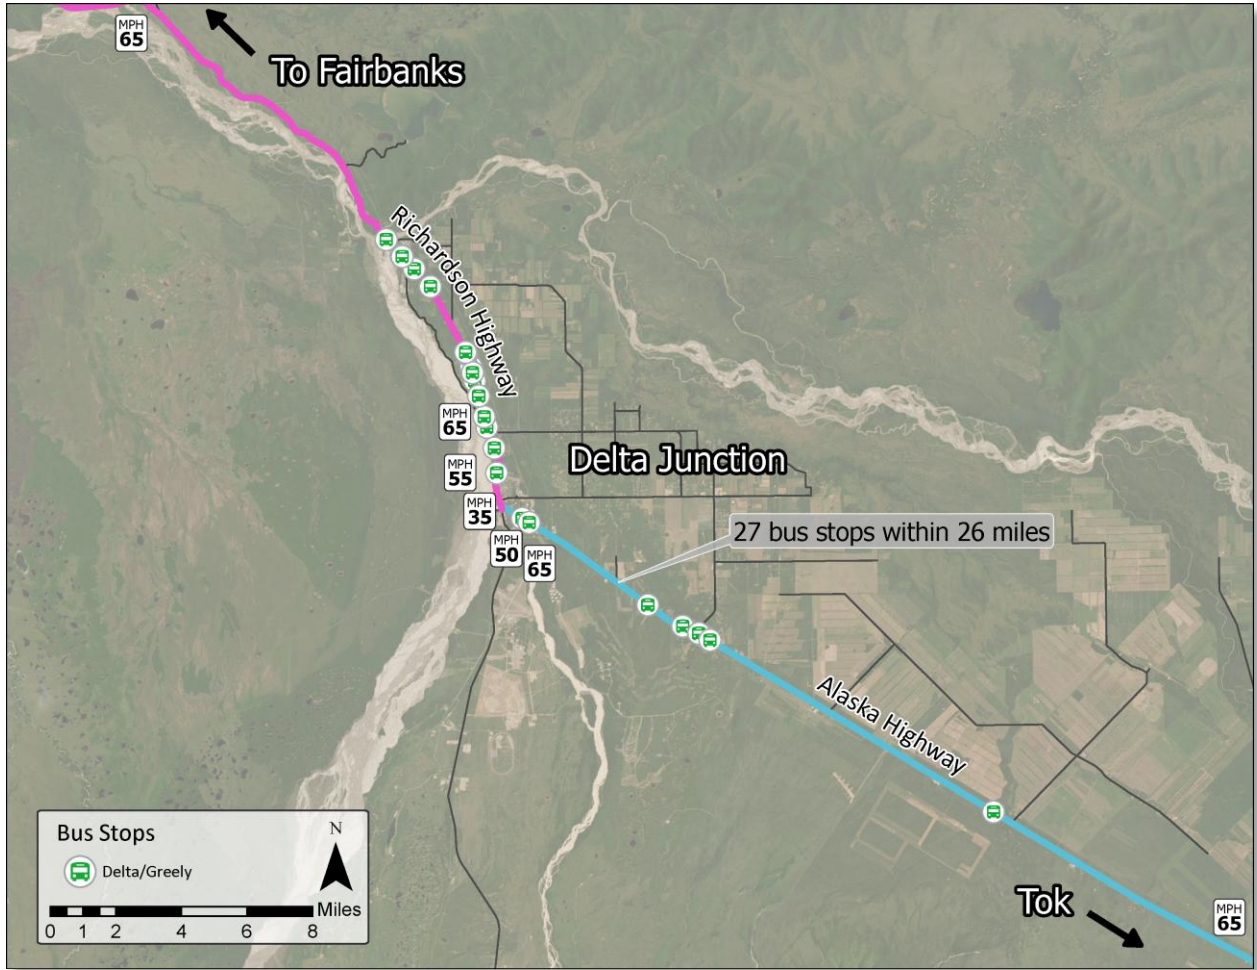 MPH
65
To Fairbanks
Richardson Highway
MPH
65
Delta Junction
MPH
55
MPH
35
27 bus stops within 26 miles
MPH
50
MPH
65
Alaska Highway
Bus Stops
N
Delta/Greely
Miles
0 1 2 4 6 8
Tok
MPH
65